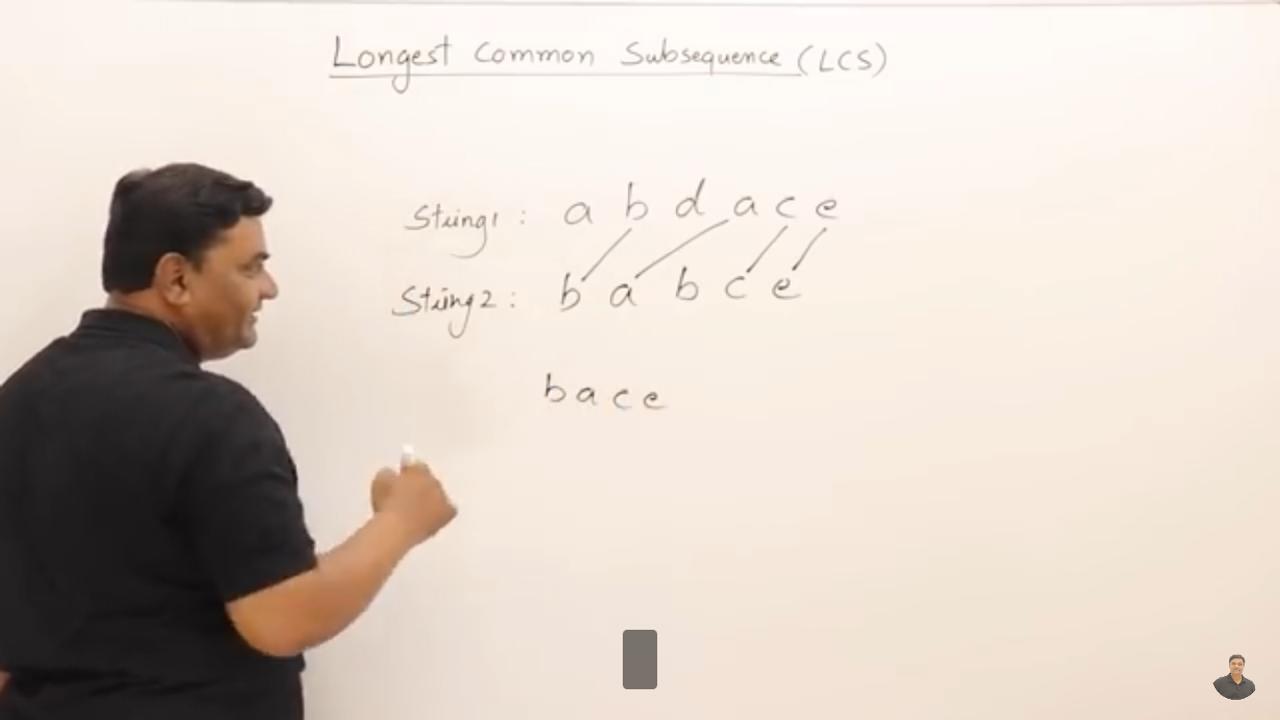 Longest Common Subsequence (LCS)
String1 : a b d a c e
String2 : b a b c e
b a c e